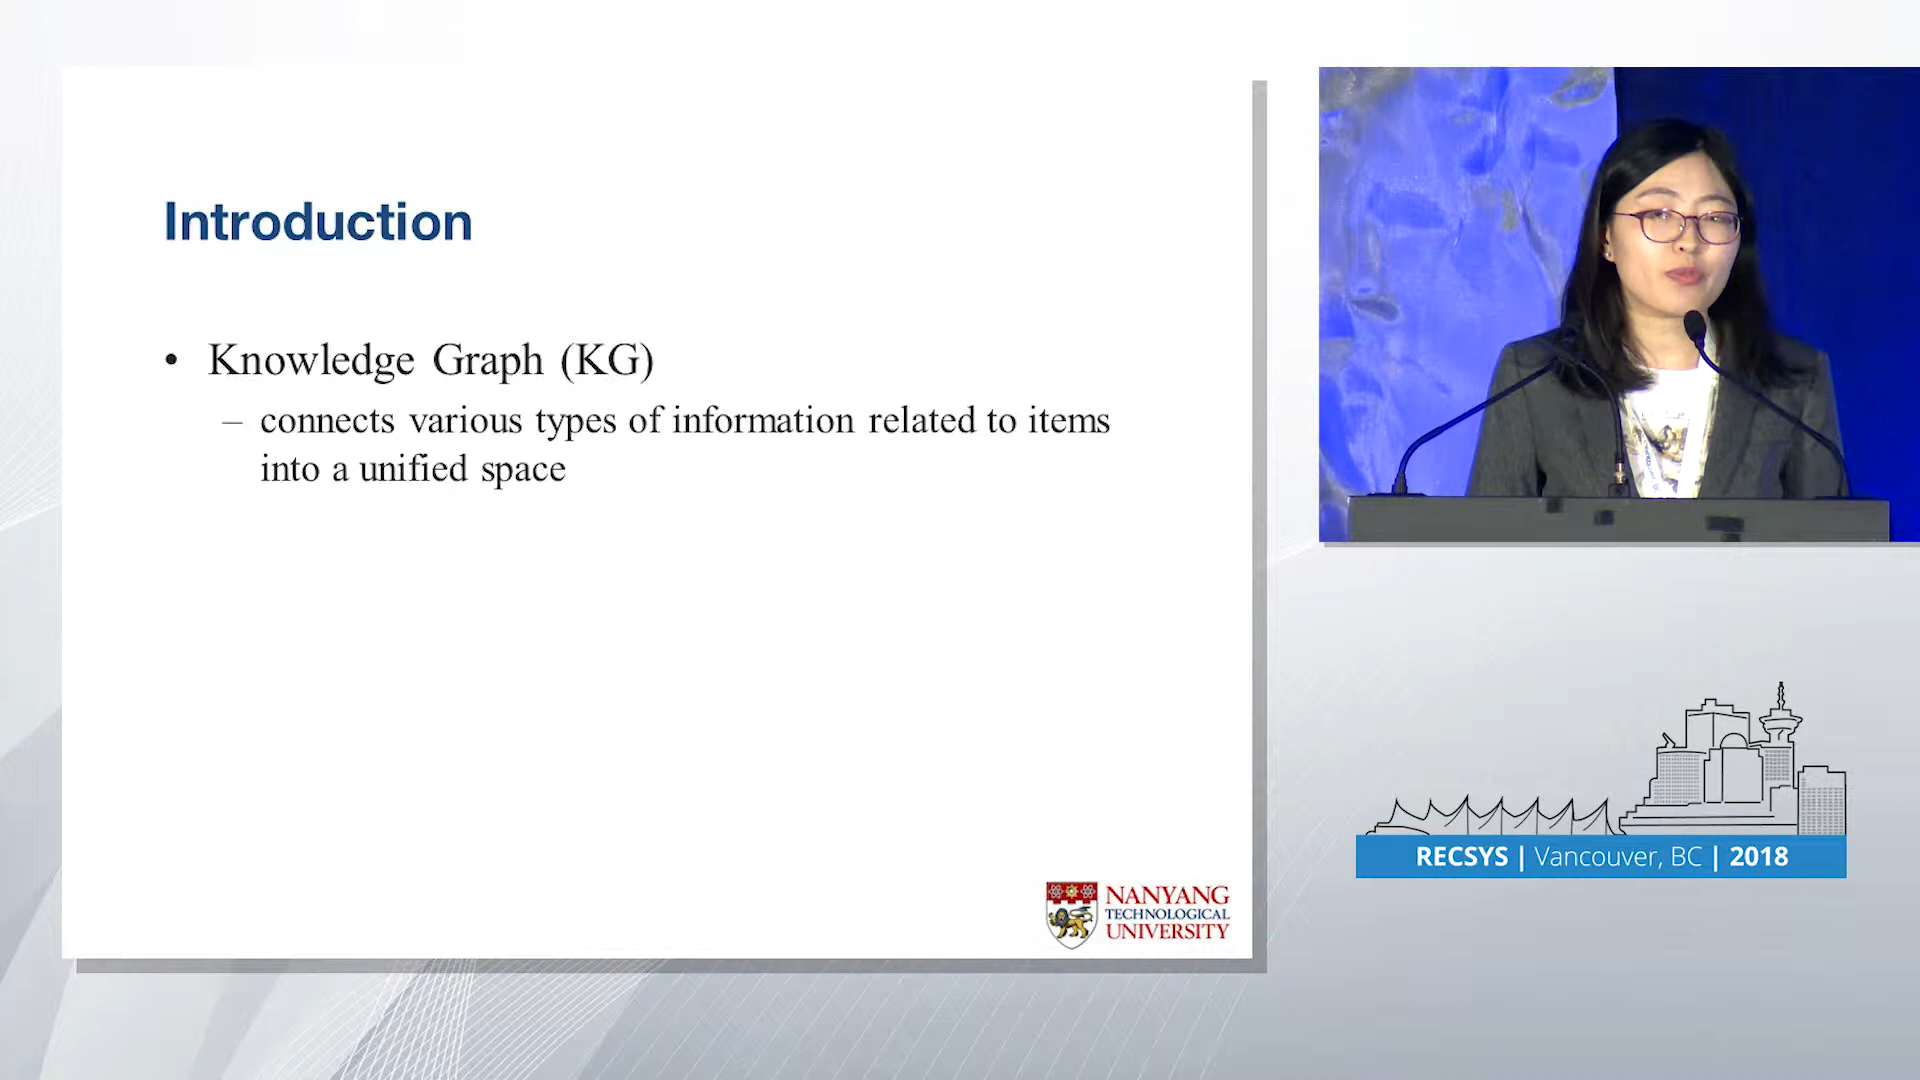 Introduction
• Knowledge Graph (KG)
– connects various types of information related to items
into a unified space
NANYANG
TECHNOLOGICAL
UNIVERSITY
RECSYS | Vancouver, BC | 2018